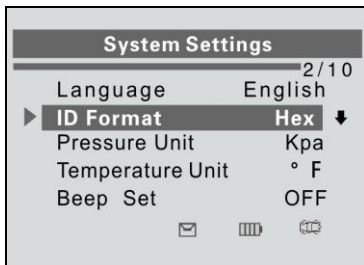 System Settings
2/10
Language English
ID Format Hex
Pressure Unit Kpa
Temperature Unit ° F
Beep Set OFF